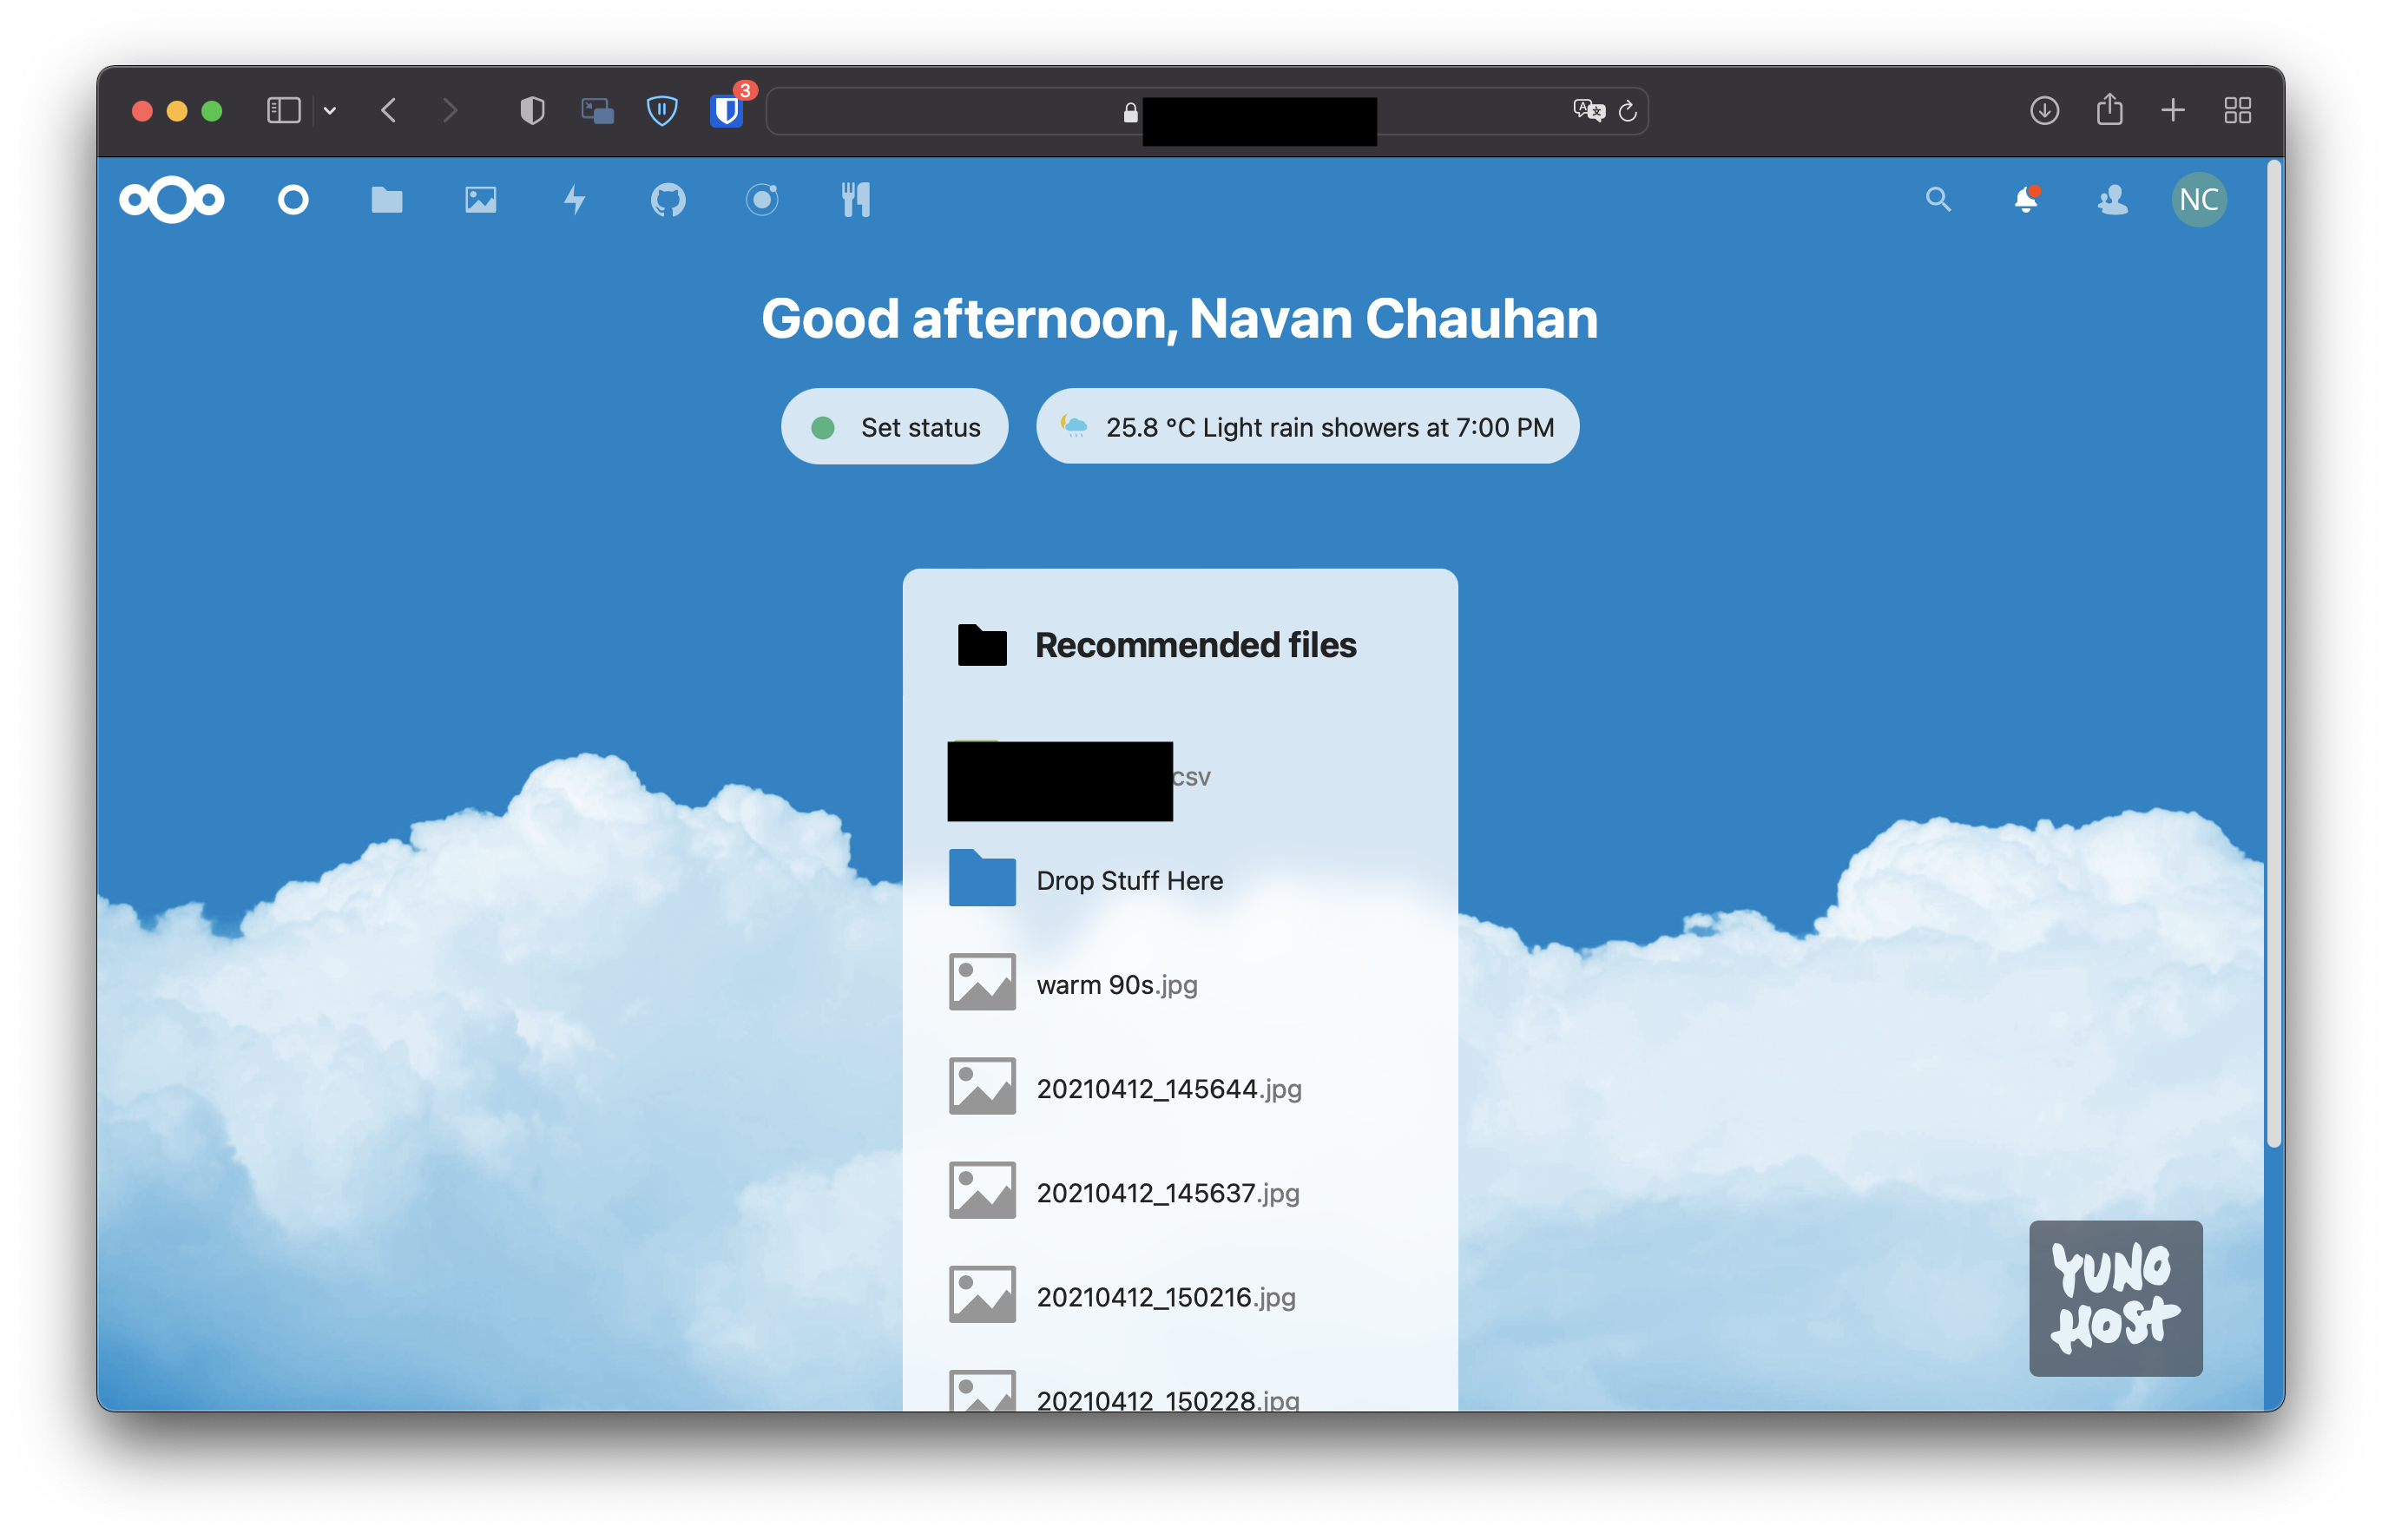 3
NC
Good afternoon, Navan Chauhan
Set status
25.8 °C Light rain showers at 7:00 PM
Recommended files
csv
Drop Stuff Here
warm 90s.jpg
20210412_145644.jpg
20210412_145637.jpg
20210412_150216.jpg
20210412_150228.jpg
YUNO
HOST